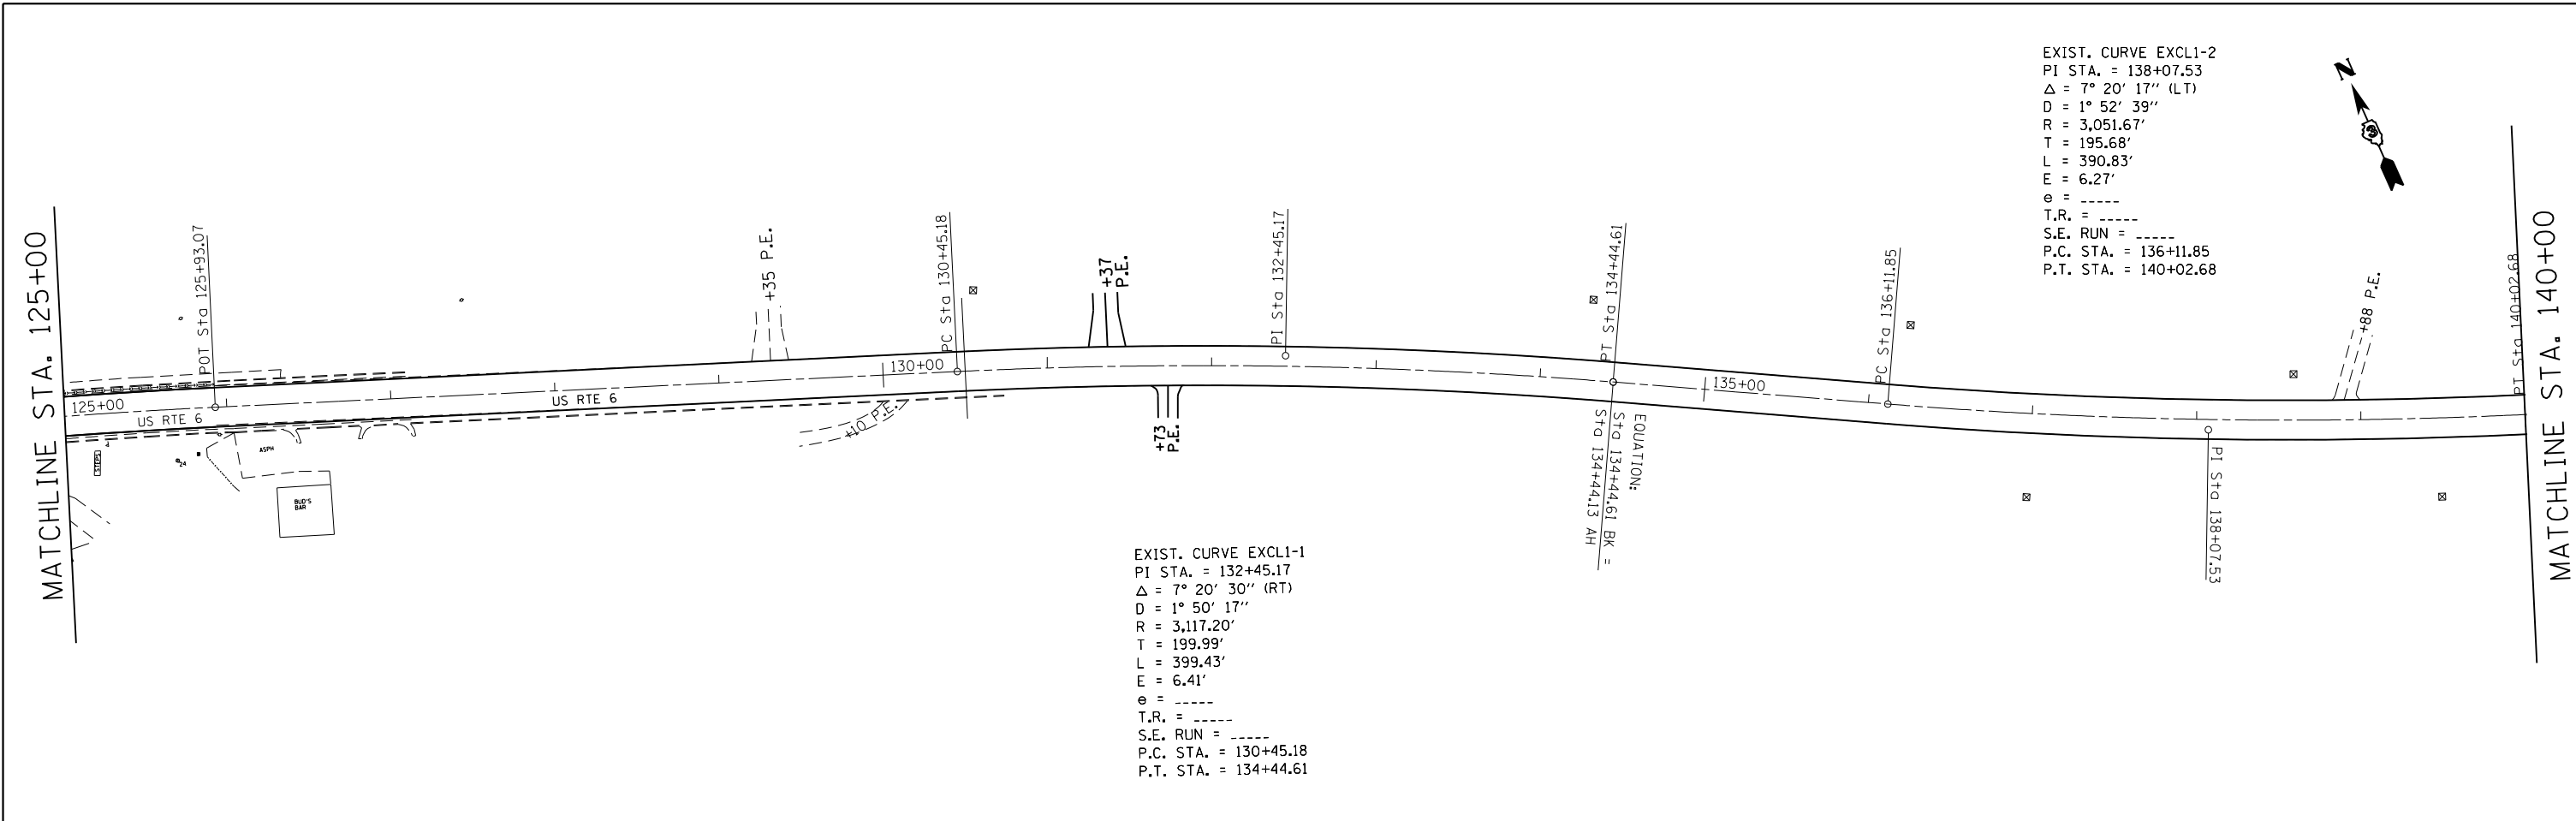 EXIST. CURVE EXCL1-2
PI STA. = 138+07.53
Δ = 7° 20' 17'' (LT)
D = 1° 52' 39''
R = 3,051.67'
T = 195.68'
L = 390.83'
E = 6.27'
e = _____
T.R. = _____
S.E. RUN = _____
P.C. STA. = 136+11.85
P.T. STA. = 140+02.68
N
3
MATCHLINE STA. 125+00
POT Sta 125+93.07
+35 P.E.
PC Sta 130+45.18
+37
P.E.
PI Sta 132+45.17
PT Sta 134+44.61
PC Sta 136+11.85
+88 P.E.
PT Sta 140+02.68
MATCHLINE STA. 140+00
125+00
US RTE 6
US RTE 6
130+00
135+00
+10 P.E.
+73
P.E.
EQUATION:
Sta 134+44.61 BK =
Sta 134+44.13 AH
PI Sta 138+07.53
STEPS
24
ASPH
BUD'S
BAR
EXIST. CURVE EXCL1-1
PI STA. = 132+45.17
Δ = 7° 20' 30'' (RT)
D = 1° 50' 17''
R = 3,117.20'
T = 199.99'
L = 399.43'
E = 6.41'
e = _____
T.R. = _____
S.E. RUN = _____
P.C. STA. = 130+45.18
P.T. STA. = 134+44.61